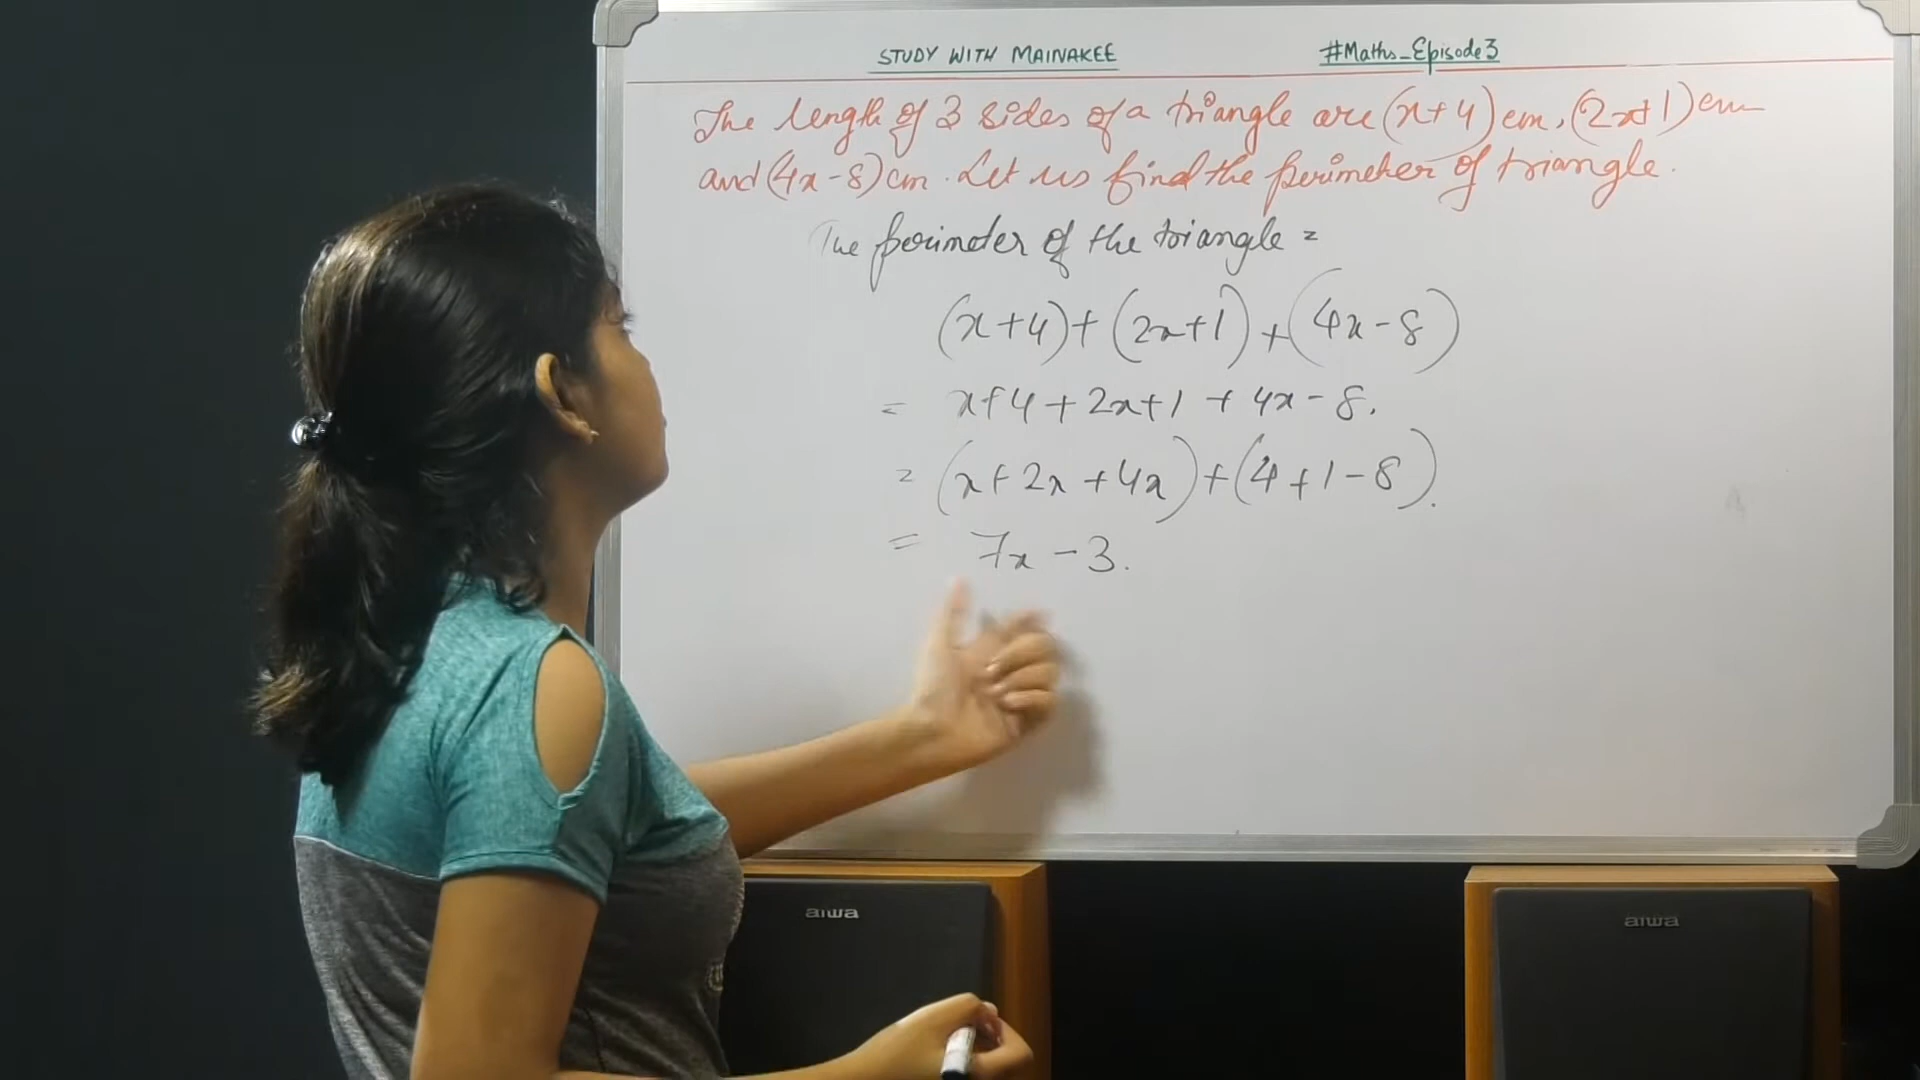 STUDY WITH MAINAKEE #Maths_Episode3
The length of 3 sides of a triangle are (x+4) cm, (2x+1) cm
and (4x-8) cm. Let us find the perimeter of triangle.
The perimeter of the triangle =
(x+4)+(2x+1)+(4x-8)
= x+4+2x+1+4x-8.
= (x+2x+4x)+(4+1-8).
= 7x-3.
aiwa
aiwa